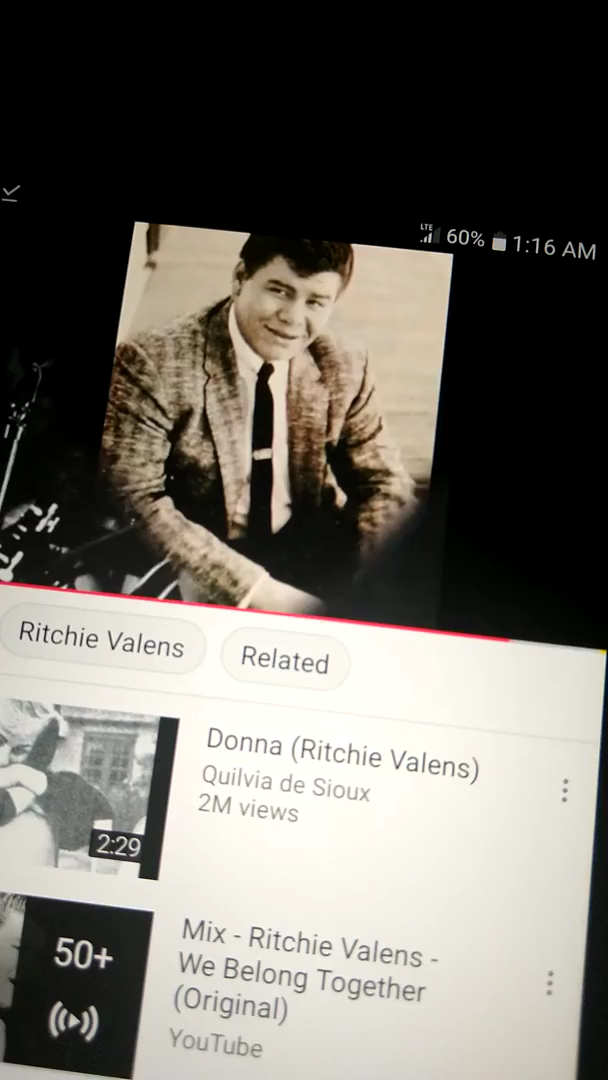 LTE 60% 1:16 AM
Ritchie Valens
Related
Donna (Ritchie Valens)
Quilvia de Sioux
2M views
2:29
Mix - Ritchie Valens -
We Belong Together
(Original)
YouTube
50+